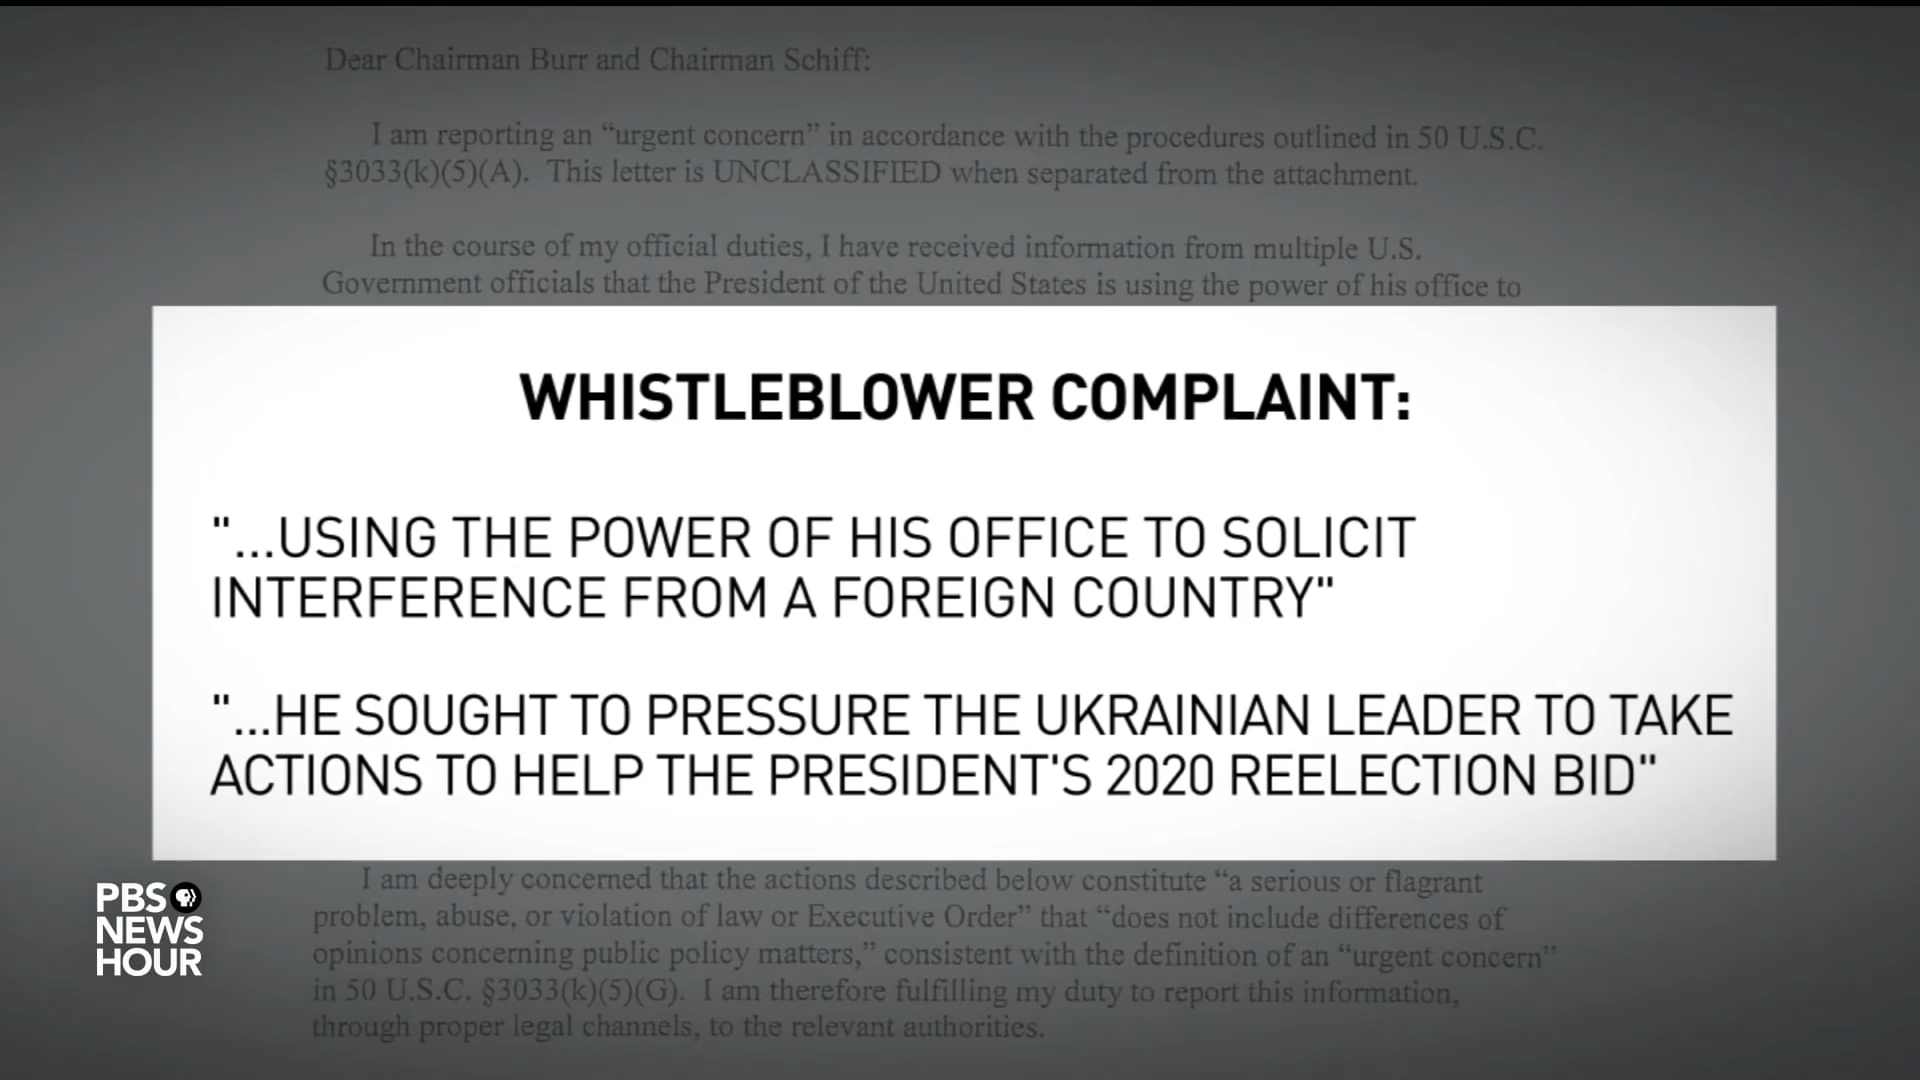 Dear Chairman Burr and Chairman Schiff:
I am reporting an “urgent concern” in accordance with the procedures outlined in 50 U.S.C.
§3033(k)(5)(A). This letter is UNCLASSIFIED when separated from the attachment.
In the course of my official duties, I have received information from multiple U.S.
Government officials that the President of the United States is using the power of his office to
WHISTLEBLOWER COMPLAINT:
"...USING THE POWER OF HIS OFFICE TO SOLICIT
INTERFERENCE FROM A FOREIGN COUNTRY"
"...HE SOUGHT TO PRESSURE THE UKRAINIAN LEADER TO TAKE
ACTIONS TO HELP THE PRESIDENT'S 2020 REELECTION BID"
I am deeply concerned that the actions described below constitute “a serious or flagrant
problem, abuse, or violation of law or Executive Order” that “does not include differences of
opinions concerning public policy matters,” consistent with the definition of an “urgent concern”
in 50 U.S.C. §3033(k)(5)(G). I am therefore fulfilling my duty to report this information,
through proper legal channels, to the relevant authorities.
PBS
NEWS
HOUR